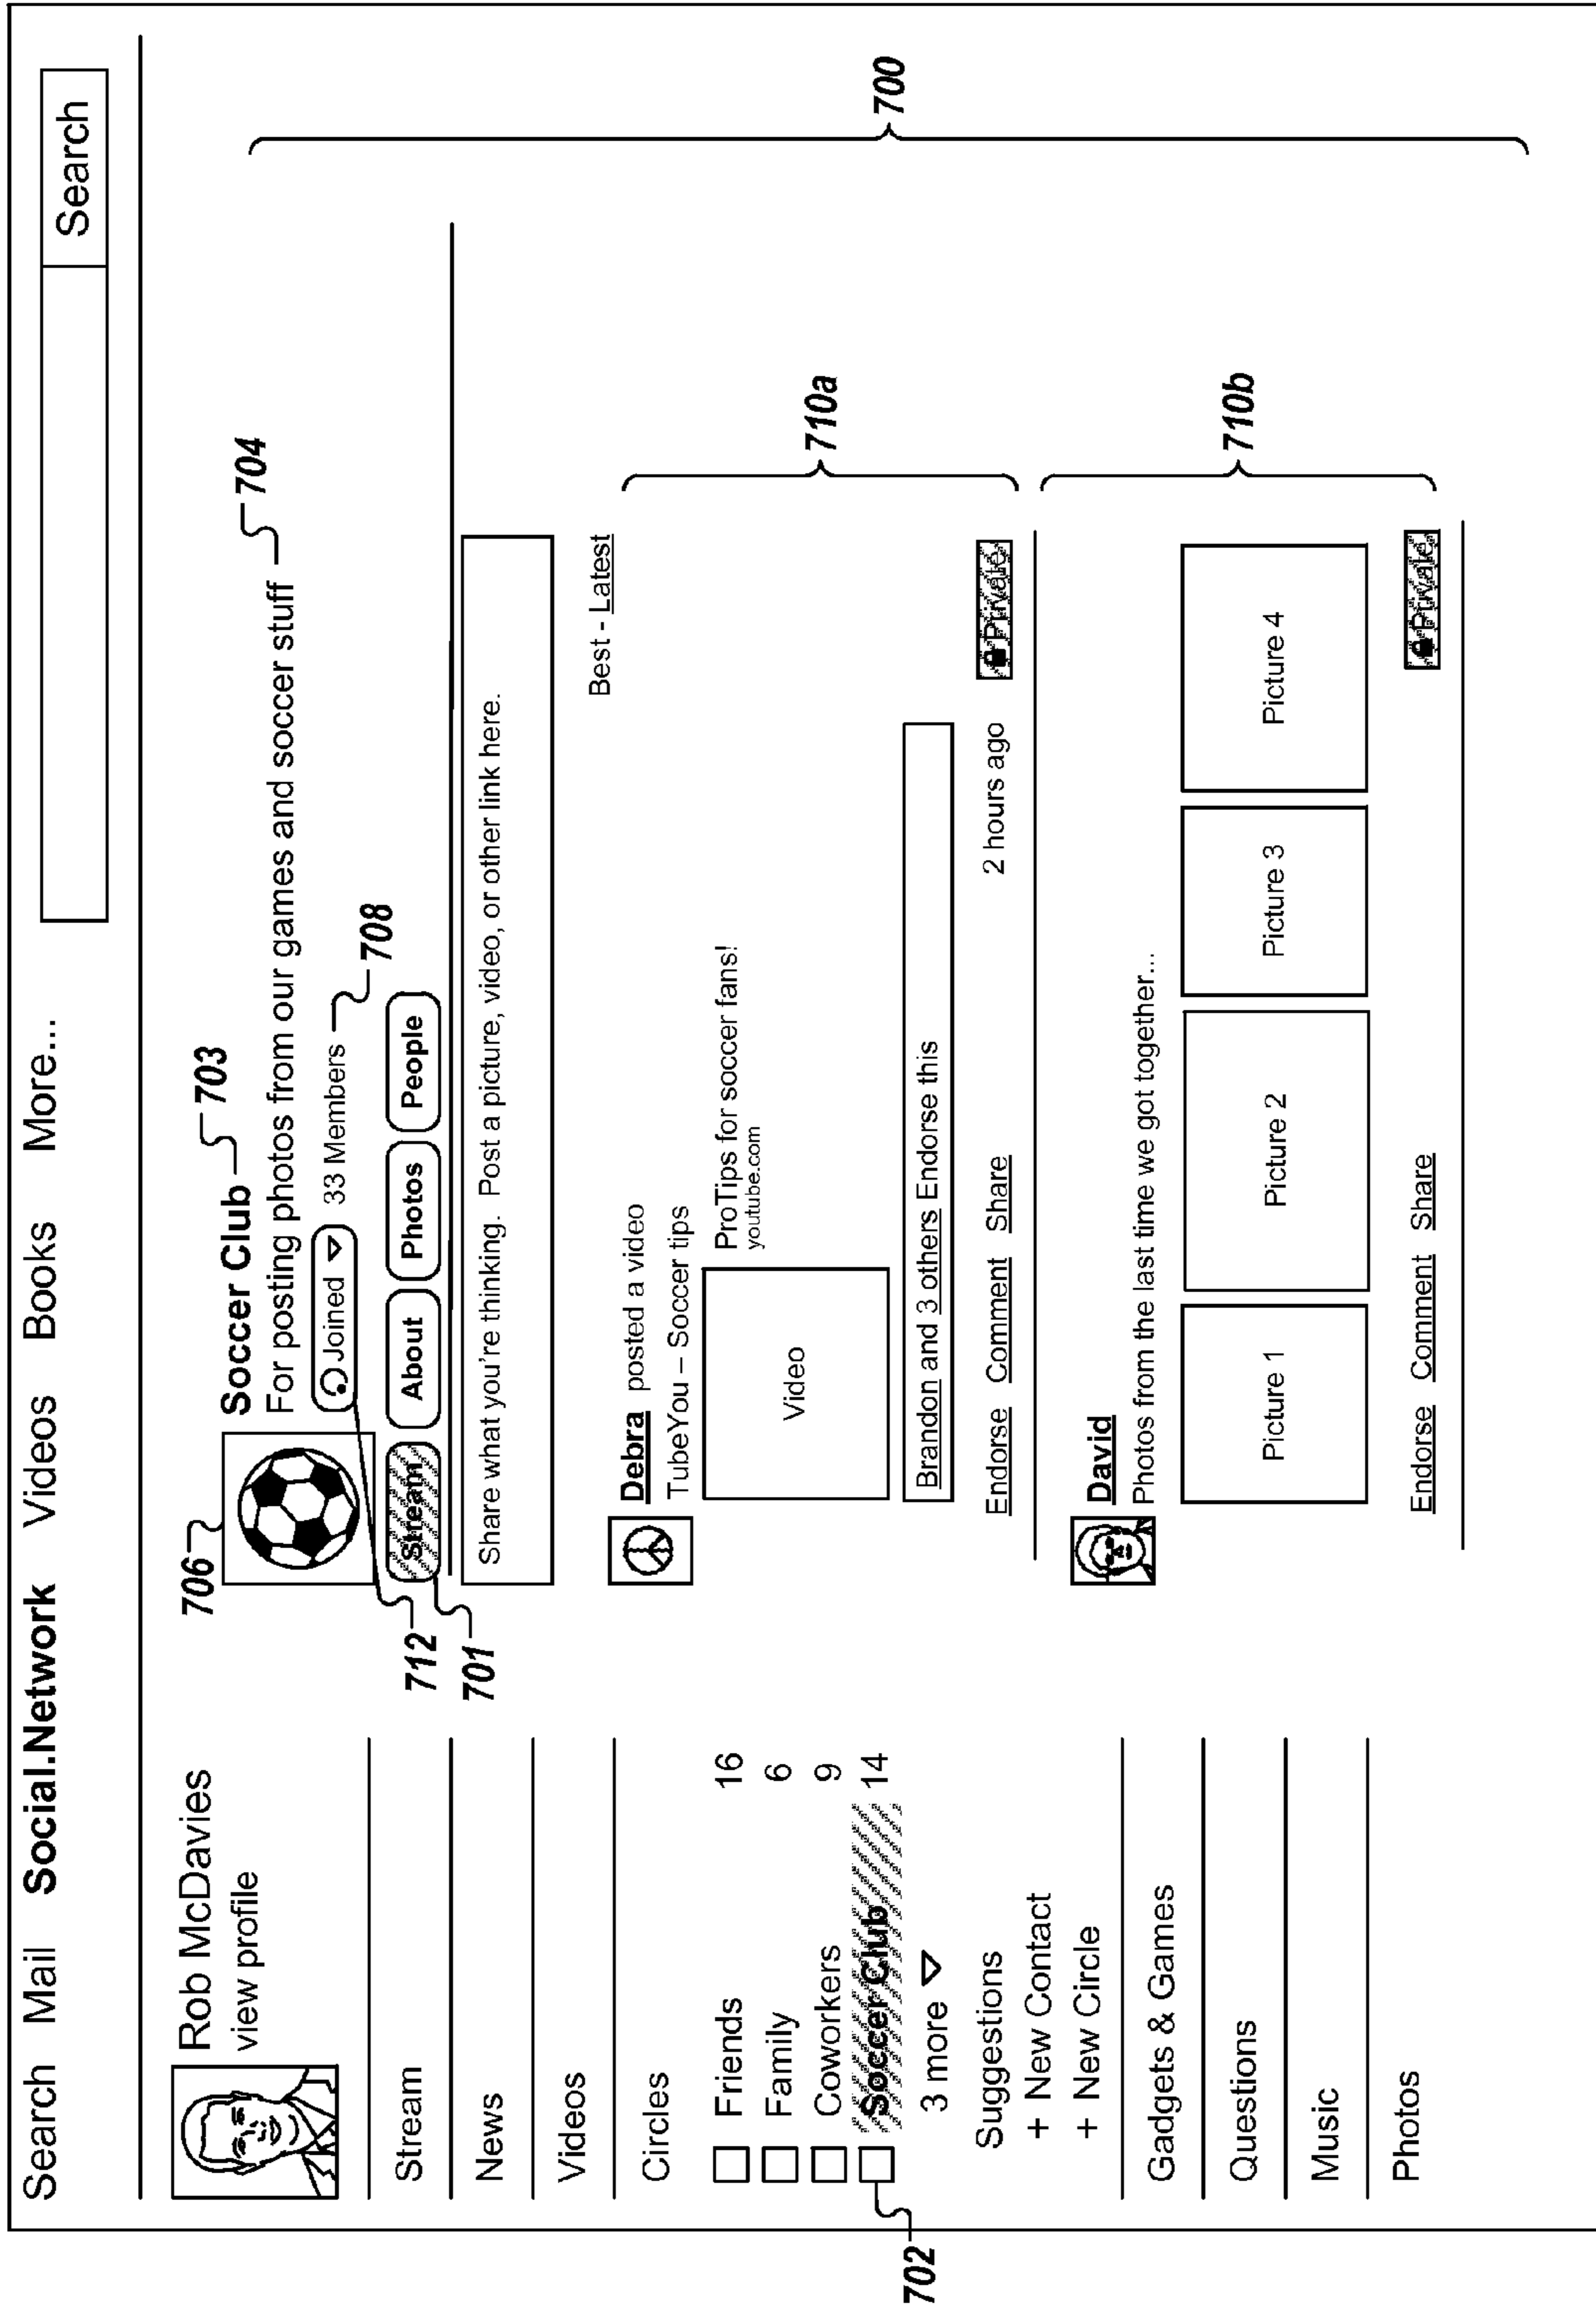 Search Mail Social.Network Videos Books More... Search
Rob McDavies
view profile
Stream
News
Videos
Circles
Friends 16
Family 6
Coworkers 9
Soccer Club 14
3 more
Suggestions
+ New Contact
+ New Circle
Gadgets & Games
Questions
Music
Photos
702
706
Soccer Club 703
For posting photos from our games and soccer stuff 704
Joined 33 Members 708
712
701
Stream About Photos People
Share what you're thinking. Post a picture, video, or other link here.
Best - Latest
Debra posted a video
TubeYou – Soccer tips
Video
ProTips for soccer fans!
youtube.com
Brandon and 3 others Endorse this
Endorse Comment Share 2 hours ago Private
710a
David
Photos from the last time we got together...
Picture 1 Picture 2 Picture 3 Picture 4
Endorse Comment Share Private
710b
700